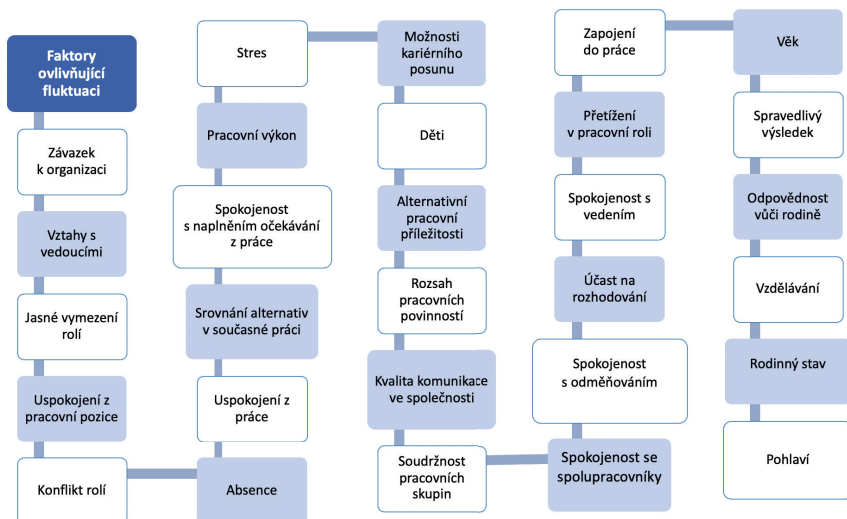 Faktory
ovlivňující
fluktuaci
Závazek
k organizaci
Vztahy s
vedoucími
Jasné vymezení
rolí
Uspokojení z
pracovní pozice
Konflikt rolí
Absence
Uspokojení z
práce
Srovnání alternativ
v současné práci
Spokojenost
s naplněním očekávání
z práce
Pracovní výkon
Stres
Možnosti
kariérního
posunu
Děti
Alternativní
pracovní
příležitosti
Rozsah
pracovních
povinností
Kvalita komunikace
ve společnosti
Soudržnost
pracovních
skupin
Spokojenost se
spolupracovníky
Spokojenost
s odměňováním
Účast na
rozhodování
Spokojenost s
vedením
Přetížení
v pracovní roli
Zapojení
do práce
Věk
Spravedlivý
výsledek
Odpovědnost
vůči rodině
Vzdělávání
Rodinný stav
Pohlaví